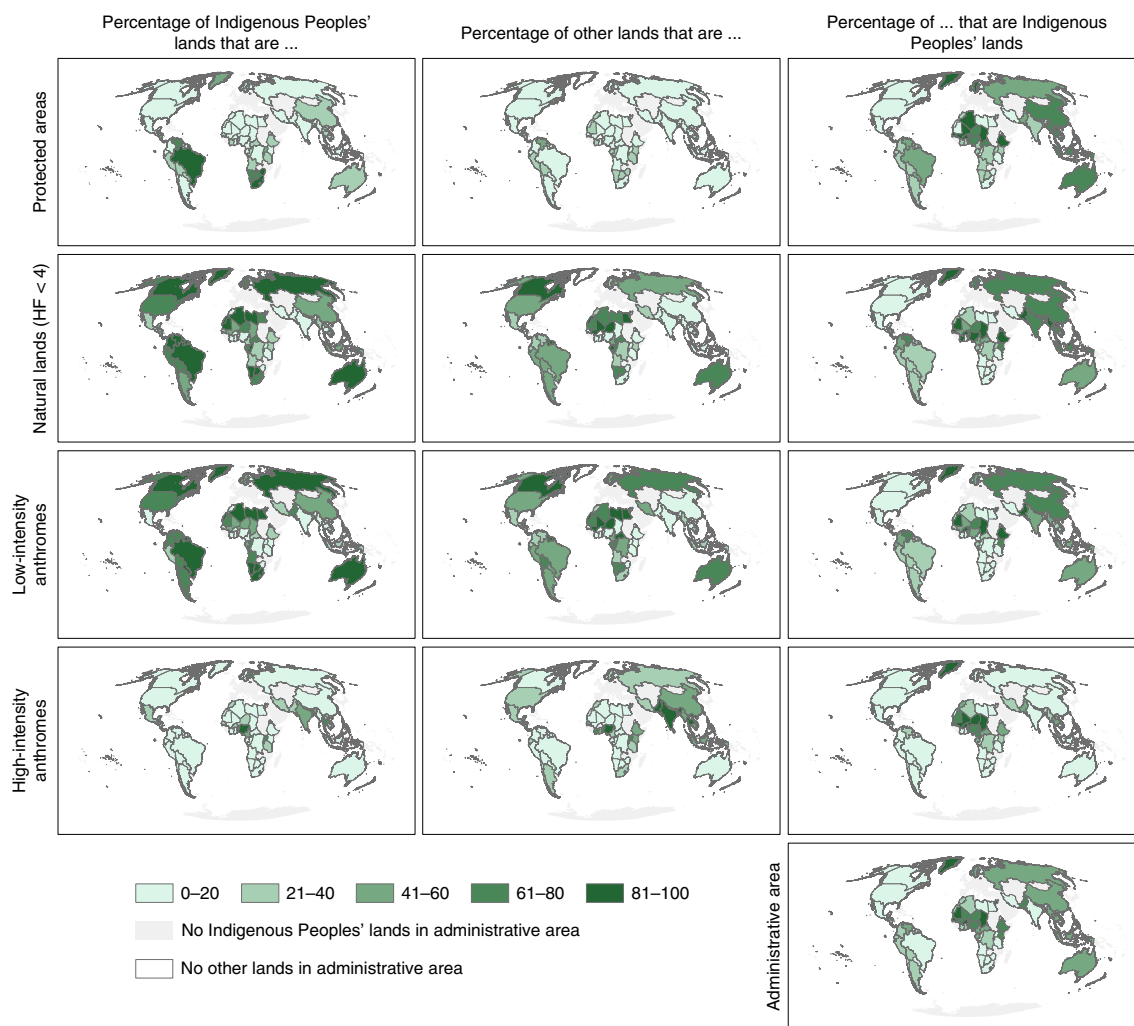 Percentage of Indigenous Peoples’
lands that are ...
Percentage of other lands that are ...
Percentage of ... that are Indigenous
Peoples’ lands
Protected areas
Natural lands (HF < 4)
Low-intensity
anthromes
High-intensity
anthromes
Administrative area
0–20
21–40
41–60
61–80
81–100
No Indigenous Peoples’ lands in administrative area
No other lands in administrative area